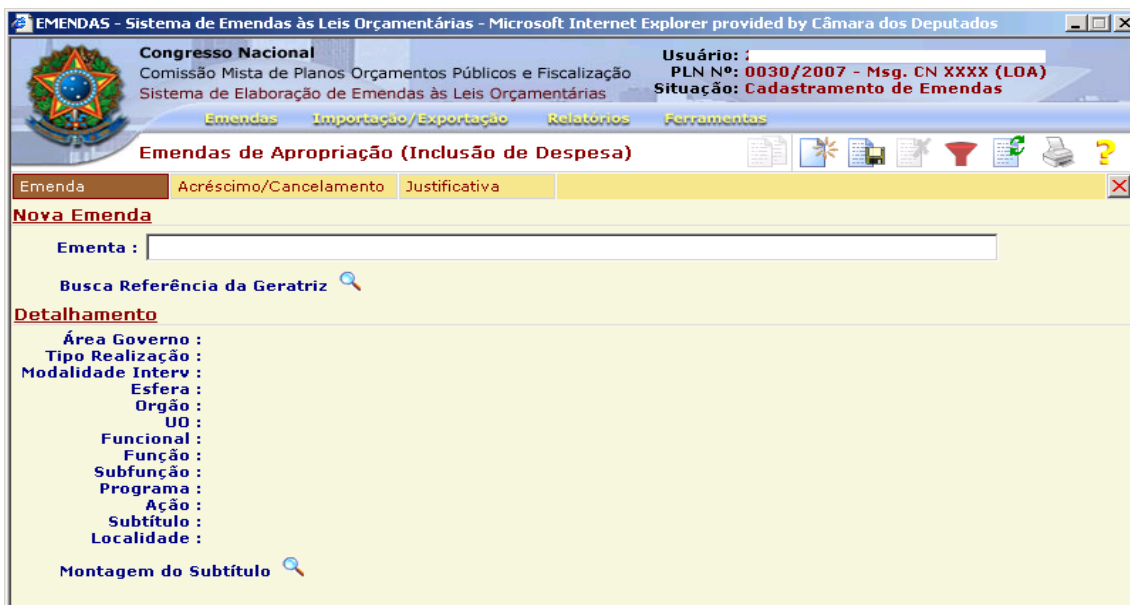 EMENDAS - Sistema de Emendas às Leis Orçamentárias - Microsoft Internet Explorer provided by Câmara dos Deputados
Congresso Nacional
Comissão Mista de Planos Orçamentos Públicos e Fiscalização
Sistema de Elaboração de Emendas às Leis Orçamentárias
Usuário:
PLN Nº: 0030/2007 - Msg. CN XXXX (LOA)
Situação: Cadastramento de Emendas
Emendas Importação/Exportação Relatórios Ferramentas
Emendas de Apropriação (Inclusão de Despesa)
Emenda Acréscimo/Cancelamento Justificativa
Nova Emenda
Ementa :
Busca Referência da Geratriz
Detalhamento
Área Governo :
Tipo Realização :
Modalidade Interv :
Esfera :
Orgão :
UO :
Funcional :
Função :
Subfunção :
Programa :
Ação :
Subtítulo :
Localidade :
Montagem do Subtítulo